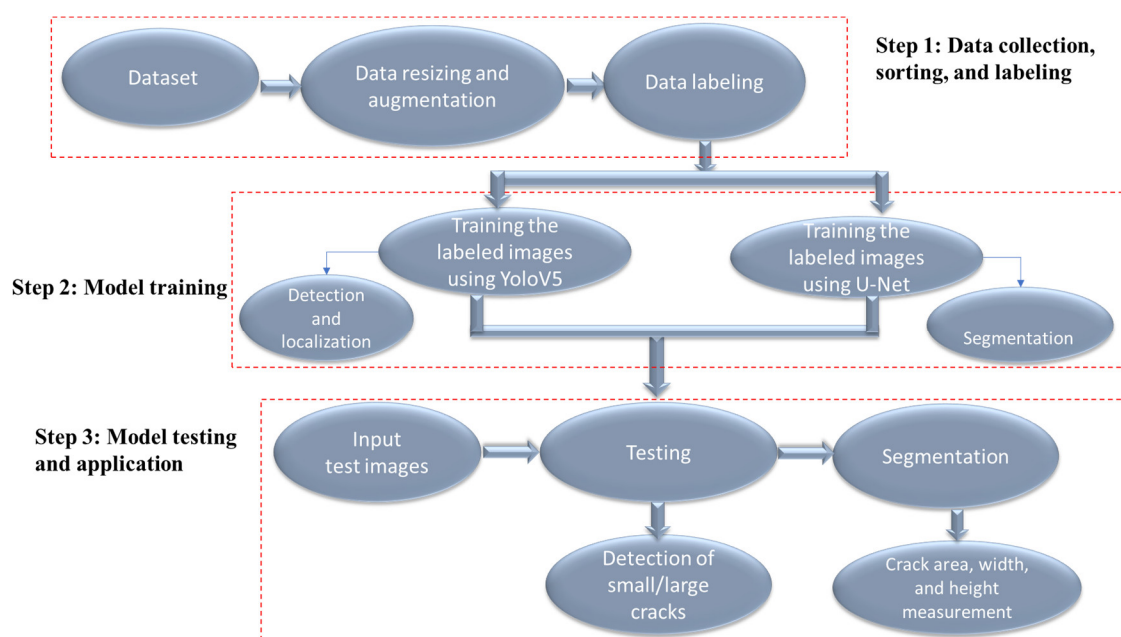 Step 1: Data collection,
sorting, and labeling
Dataset
Data resizing and
augmentation
Data labeling
Step 2: Model training
Training the
labeled images
using YoloV5
Training the
labeled images
using U-Net
Detection
and
localization
Segmentation
Step 3: Model testing
and application
Input
test images
Testing
Segmentation
Detection of
small/large
cracks
Crack area, width,
and height
measurement